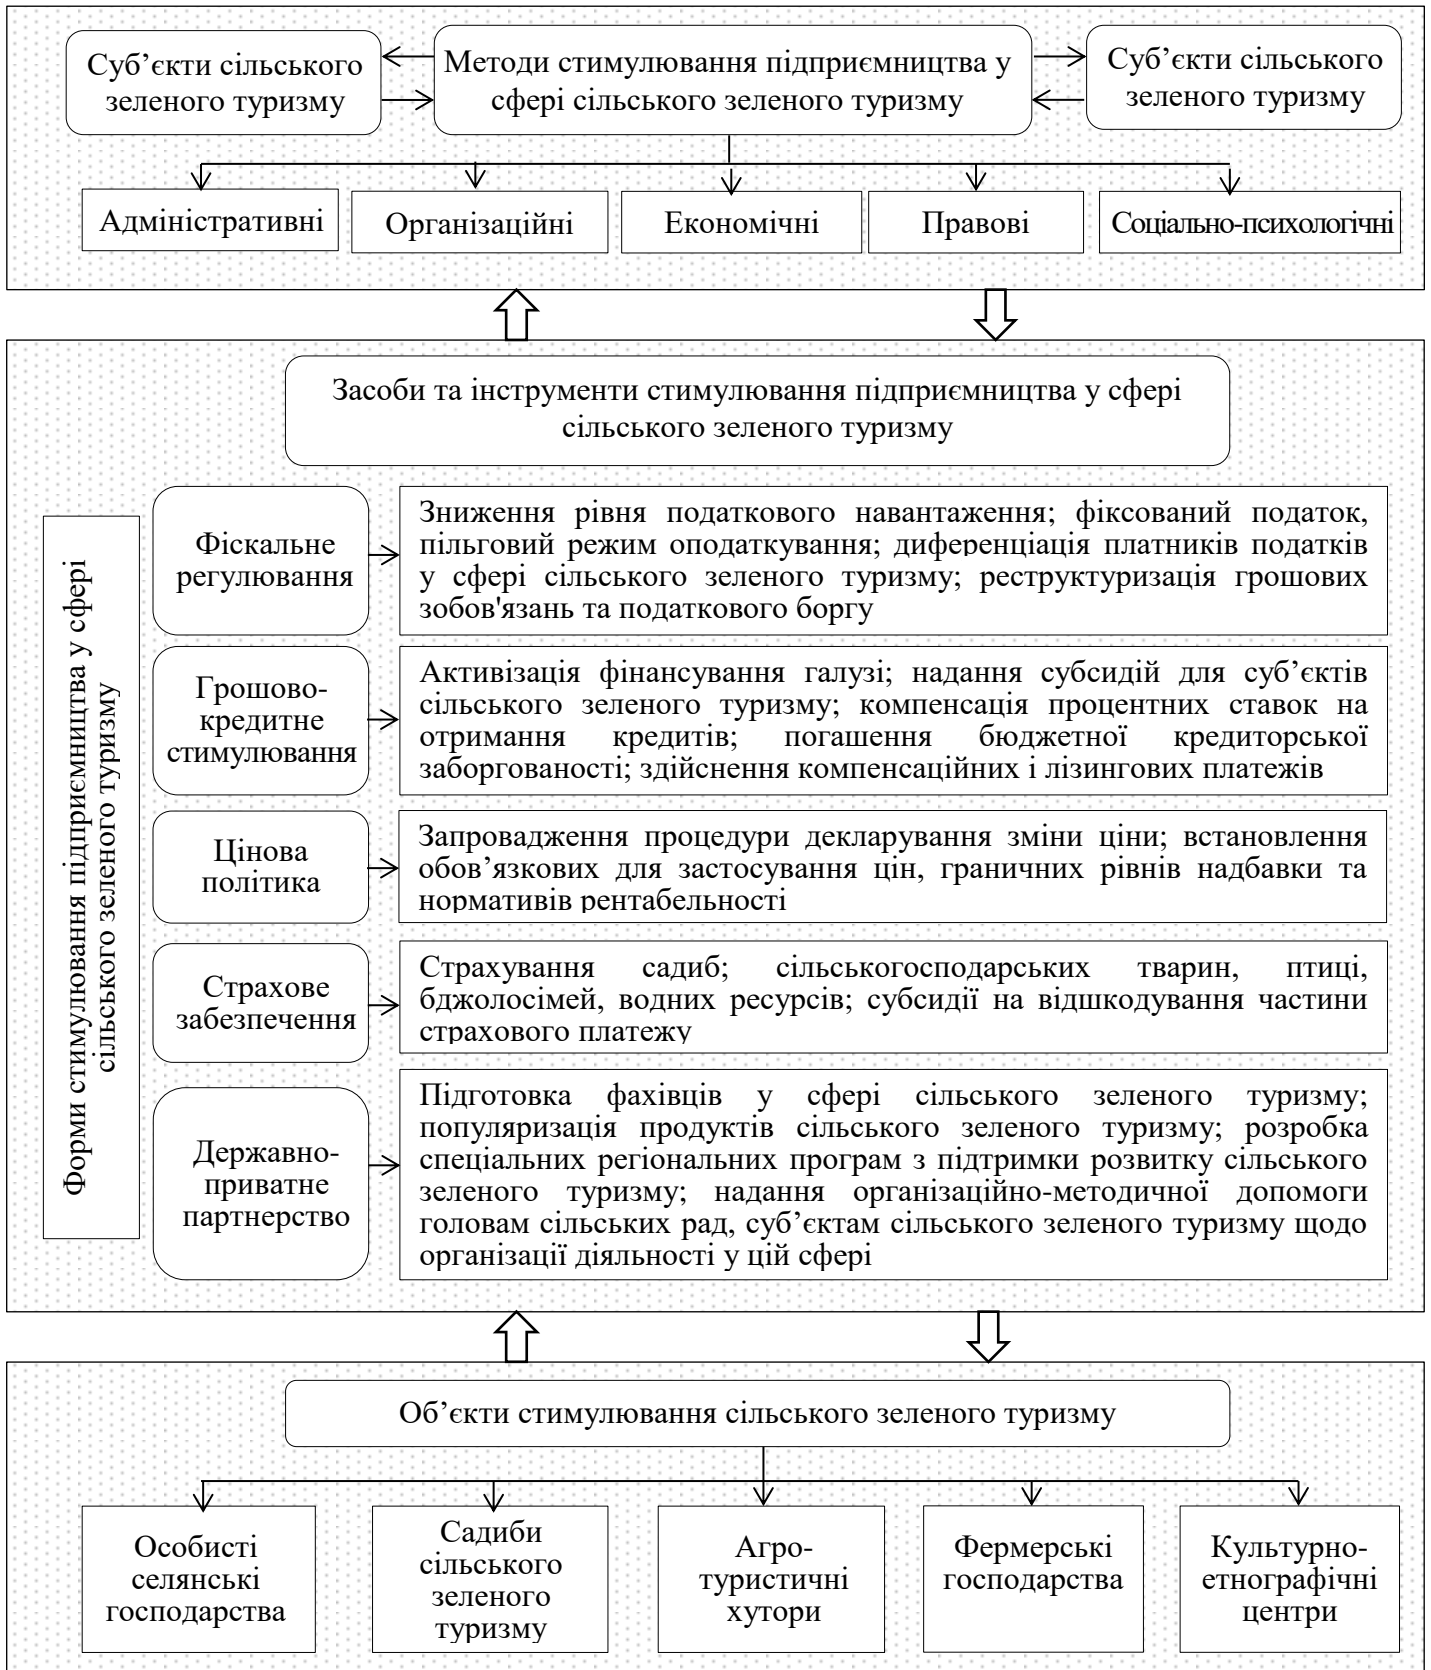 Суб’єкти сільського
зеленого туризму
Методи стимулювання підприємництва у
сфері сільського зеленого туризму
Суб’єкти сільського
зеленого туризму
Адміністративні
Організаційні
Економічні
Правові
Соціально-психологічні
Засоби та інструменти стимулювання підприємництва у сфері
сільського зеленого туризму
Форми стимулювання підприємництва у сфері
сільського зеленого туризму
Фіскальне
регулювання
Зниження рівня податкового навантаження; фіксований податок,
пільговий режим оподаткування; диференціація платників податків
у сфері сільського зеленого туризму; реструктуризація грошових
зобов'язань та податкового боргу
Грошово-
кредитне
стимулювання
Активізація фінансування галузі; надання субсидій для суб’єктів
сільського зеленого туризму; компенсація процентних ставок на
отримання кредитів; погашення бюджетної кредиторської
заборгованості; здійснення компенсаційних і лізингових платежів
Цінова
політика
Запровадження процедури декларування зміни ціни; встановлення
обов’язкових для застосування цін, граничних рівнів надбавки та
нормативів рентабельності
Страхове
забезпечення
Страхування садиб; сільськогосподарських тварин, птиці,
бджолосімей, водних ресурсів; субсидії на відшкодування частини
страхового платежу
Державно-
приватне
партнерство
Підготовка фахівців у сфері сільського зеленого туризму;
популяризація продуктів сільського зеленого туризму; розробка
спеціальних регіональних програм з підтримки розвитку сільського
зеленого туризму; надання організаційно-методичної допомоги
головам сільських рад, суб’єктам сільського зеленого туризму щодо
організації діяльності у цій сфері
Об’єкти стимулювання сільського зеленого туризму
Особисті
селянські
господарства
Садиби
сільського
зеленого
туризму
Агро-
туристичні
хутори
Фермерські
господарства
Культурно-
етнографічні
центри